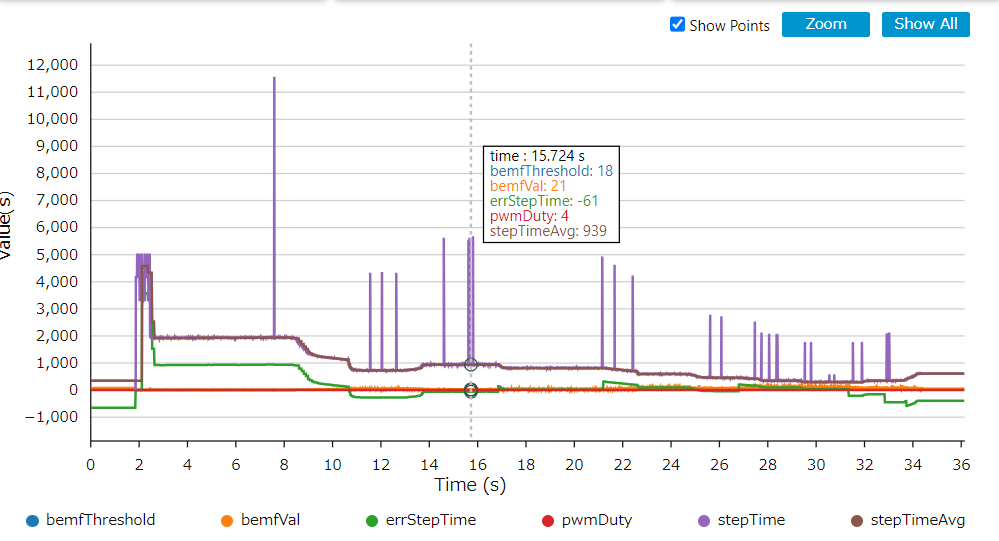 Show Points
Zoom
Show All
12,000
11,000
10,000
9,000
8,000
7,000
6,000
5,000
4,000
3,000
2,000
1,000
0
−1,000
value(s)
time : 15.724 s
bemfThreshold: 18
bemfVal: 21
errStepTime: -61
pwmDuty: 4
stepTimeAvg: 939
0 2 4 6 8 10 12 14 16 18 20 22 24 26 28 30 32 34 36
Time (s)
bemfThreshold bemfVal errStepTime pwmDuty stepTime stepTimeAvg